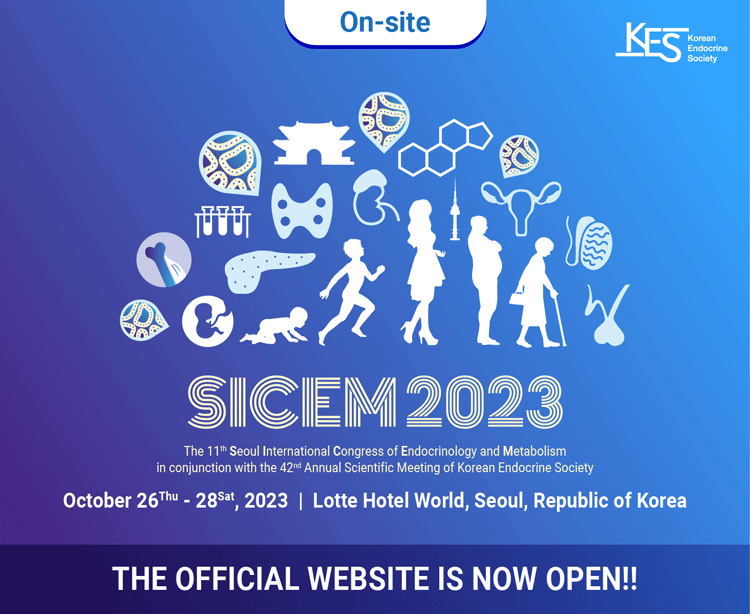 On-site
KES
Korean
Endocrine
Society
SICEM 2023
The 11th Seoul International Congress of Endocrinology and Metabolism
in conjunction with the 42nd Annual Scientific Meeting of Korean Endocrine Society
October 26Thu - 28Sat, 2023 | Lotte Hotel World, Seoul, Republic of Korea
THE OFFICIAL WEBSITE IS NOW OPEN!!